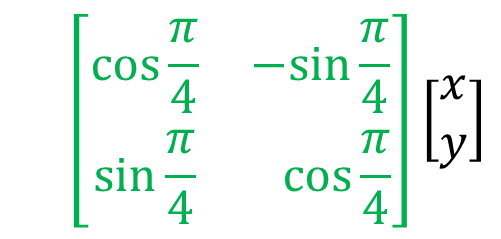 [cos π/4 −sin π/4] [x]
[sin π/4 cos π/4] [y]